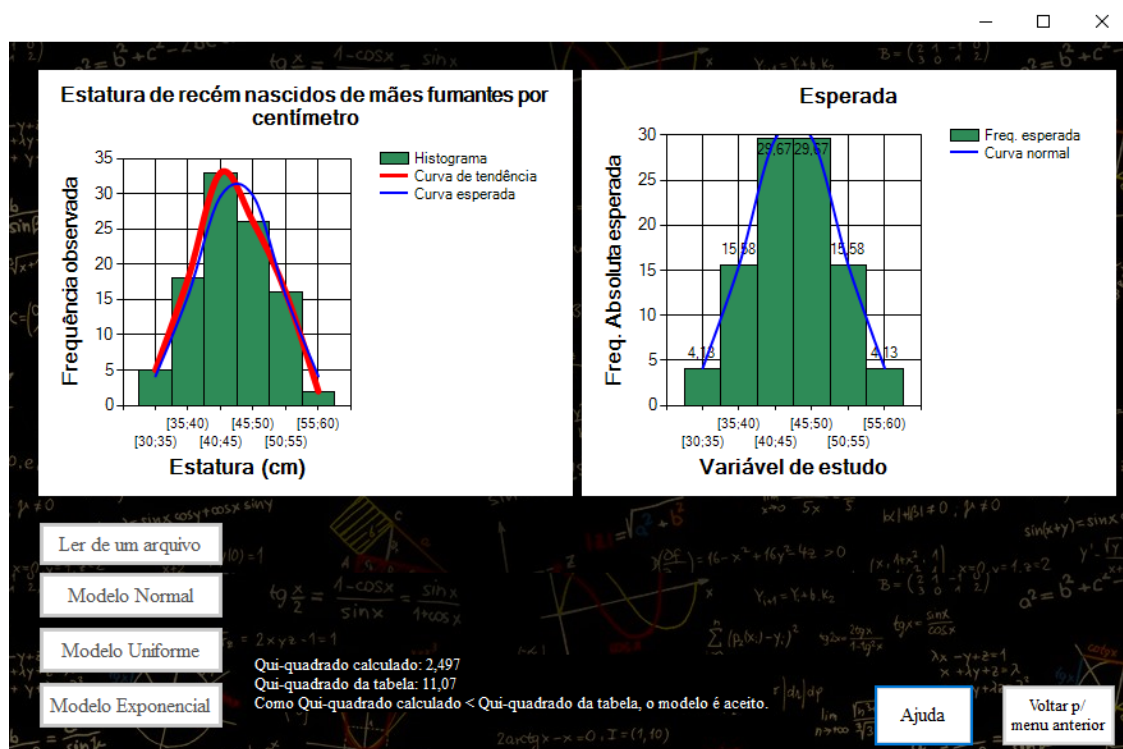 Estatura de recém nascidos de mães fumantes por
centímetro
Histograma
Curva de tendência
Curva esperada
Frequência observada
35
30
25
20
15
10
5
0
[35;40) [45;50) [55;60)
[30;35) [40;45) [50;55)
Estatura (cm)
Esperada
Freq. esperada
Curva normal
Freq. Absoluta esperada
30
25
20
15
10
5
0
29,67 29,67
15,58 15,58
4,13 4,13
[35;40) [45;50) [55;60)
[30;35) [40;45) [50;55)
Variável de estudo
Ler de um arquivo
Modelo Normal
Modelo Uniforme
Modelo Exponencial
Qui-quadrado calculado: 2,497
Qui-quadrado da tabela: 11,07
Como Qui-quadrado calculado < Qui-quadrado da tabela, o modelo é aceito.
Ajuda
Voltar p/
menu anterior